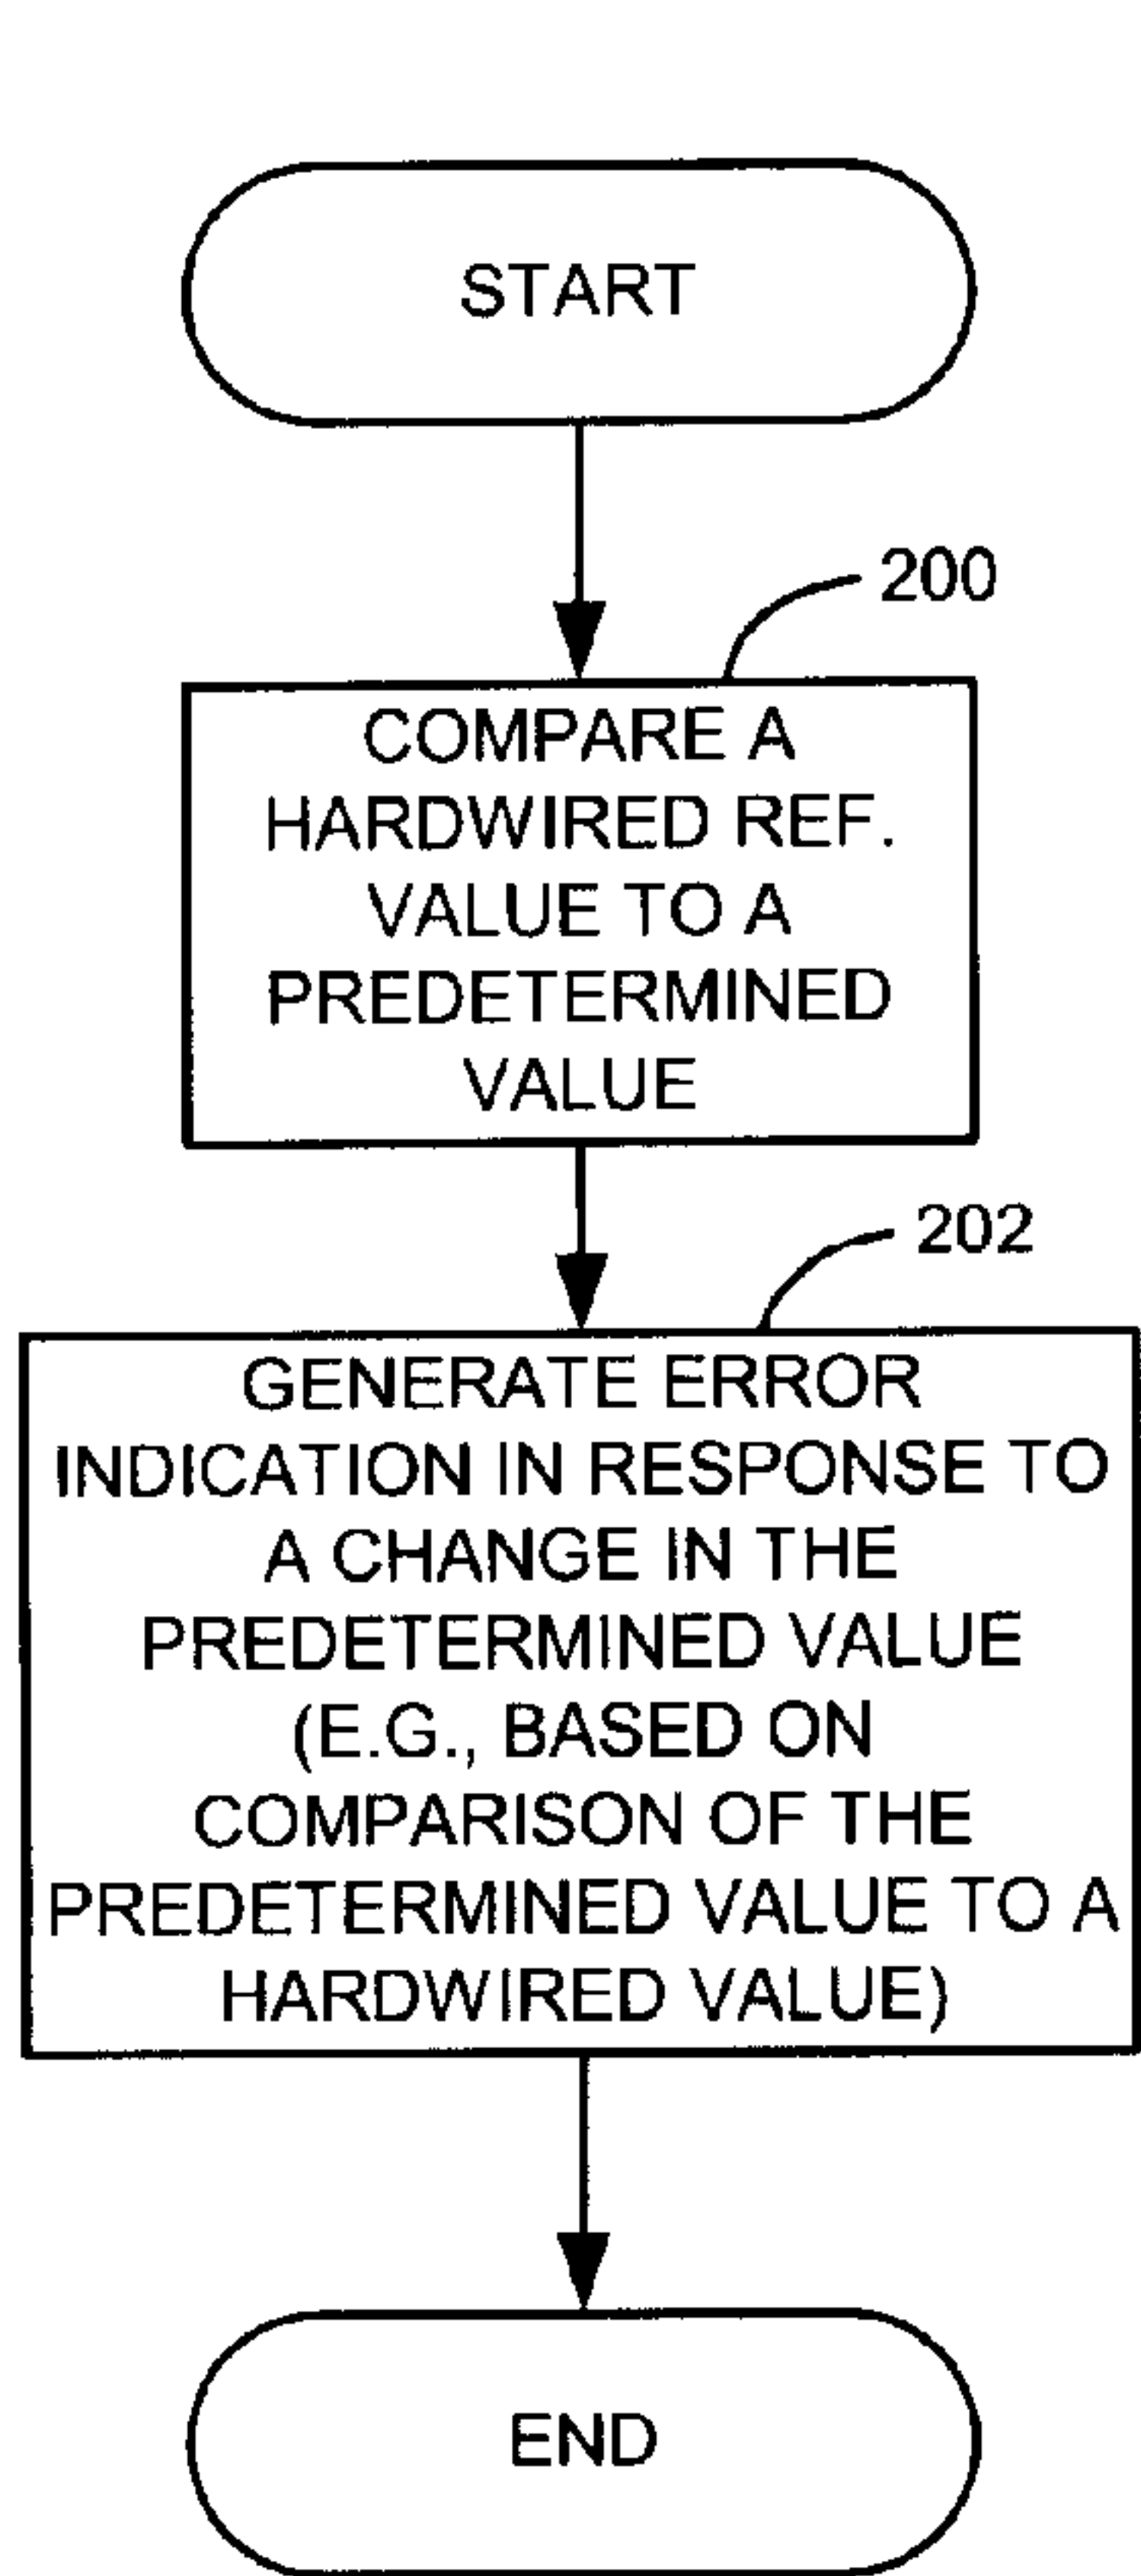 START
200
COMPARE A
HARDWIRED REF.
VALUE TO A
PREDETERMINED
VALUE
202
GENERATE ERROR
INDICATION IN RESPONSE TO
A CHANGE IN THE
PREDETERMINED VALUE
(E.G., BASED ON
COMPARISON OF THE
PREDETERMINED VALUE TO A
HARDWIRED VALUE)
END